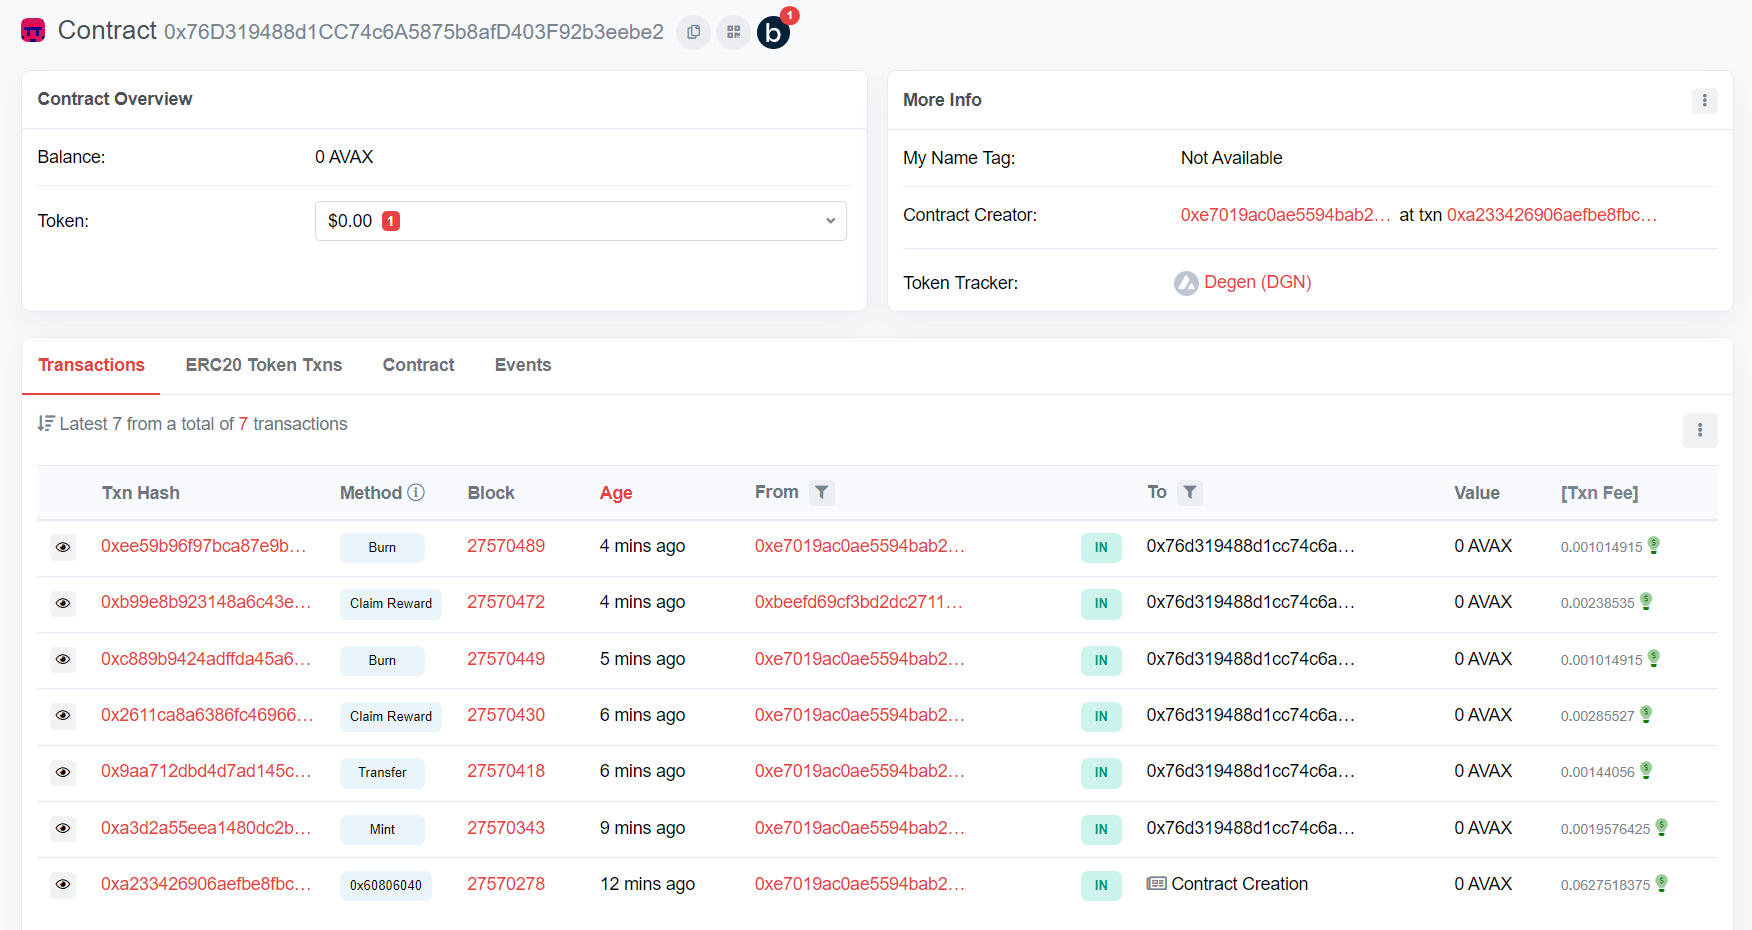 Contract 0x76D319488d1CC74c6A5875b8afD403F92b3eebe2 b 1
Contract Overview
Balance: 0 AVAX
Token: $0.00 1
More Info
My Name Tag: Not Available
Contract Creator: 0xe7019ac0ae5594bab2... at txn 0xa233426906aefbe8fbc...
Token Tracker: Degen (DGN)
Transactions ERC20 Token Txns Contract Events
Latest 7 from a total of 7 transactions
Txn Hash Method Block Age From To Value [Txn Fee]
0xee59b96f97bca87e9b... Burn 27570489 4 mins ago 0xe7019ac0ae5594bab2... IN 0x76d319488d1cc74c6a... 0 AVAX 0.001014915
0xb99e8b923148a6c43e... Claim Reward 27570472 4 mins ago 0xbeefd69cf3bd2dc2711... IN 0x76d319488d1cc74c6a... 0 AVAX 0.00238535
0xc889b9424adffda45a6... Burn 27570449 5 mins ago 0xe7019ac0ae5594bab2... IN 0x76d319488d1cc74c6a... 0 AVAX 0.001014915
0x2611ca8a6386fc46966... Claim Reward 27570430 6 mins ago 0xe7019ac0ae5594bab2... IN 0x76d319488d1cc74c6a... 0 AVAX 0.00285527
0x9aa712dbd4d7ad145c... Transfer 27570418 6 mins ago 0xe7019ac0ae5594bab2... IN 0x76d319488d1cc74c6a... 0 AVAX 0.00144056
0xa3d2a55eea1480dc2b... Mint 27570343 9 mins ago 0xe7019ac0ae5594bab2... IN 0x76d319488d1cc74c6a... 0 AVAX 0.0019576425
0xa233426906aefbe8fbc... 0x60806040 27570278 12 mins ago 0xe7019ac0ae5594bab2... IN Contract Creation 0 AVAX 0.0627518375